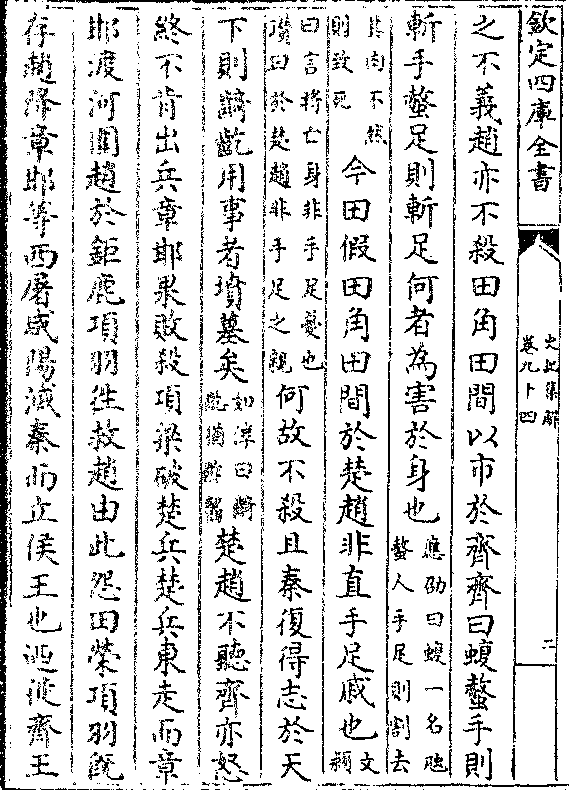 欽定四庫全書
史記集解
卷九十四
二
之不義趙亦不殺田角田間以市於齊齊曰蝮螫手則
斬手螫足則斬足何者為害於身也
應劭曰蝮一名虺
螫人手足則割去
其肉不然
則致死
今田假田角田間於楚趙非直手足戚也
文穎
曰言將亡身非手足憂也
瓚曰於楚趙非手足之親
何故不殺且秦復得志於天
下則齮齕用事者墳墓矣
如淳曰齮
齕猶齚齧
楚趙不聽齊亦怒
終不肯出兵章邯果敗殺項梁破楚兵楚兵東走而章
邯渡河圍趙於鉅鹿項羽往救趙由此怨田榮項羽既
存趙降章邯等西屠咸陽滅秦而立侯王也迺徙齊王